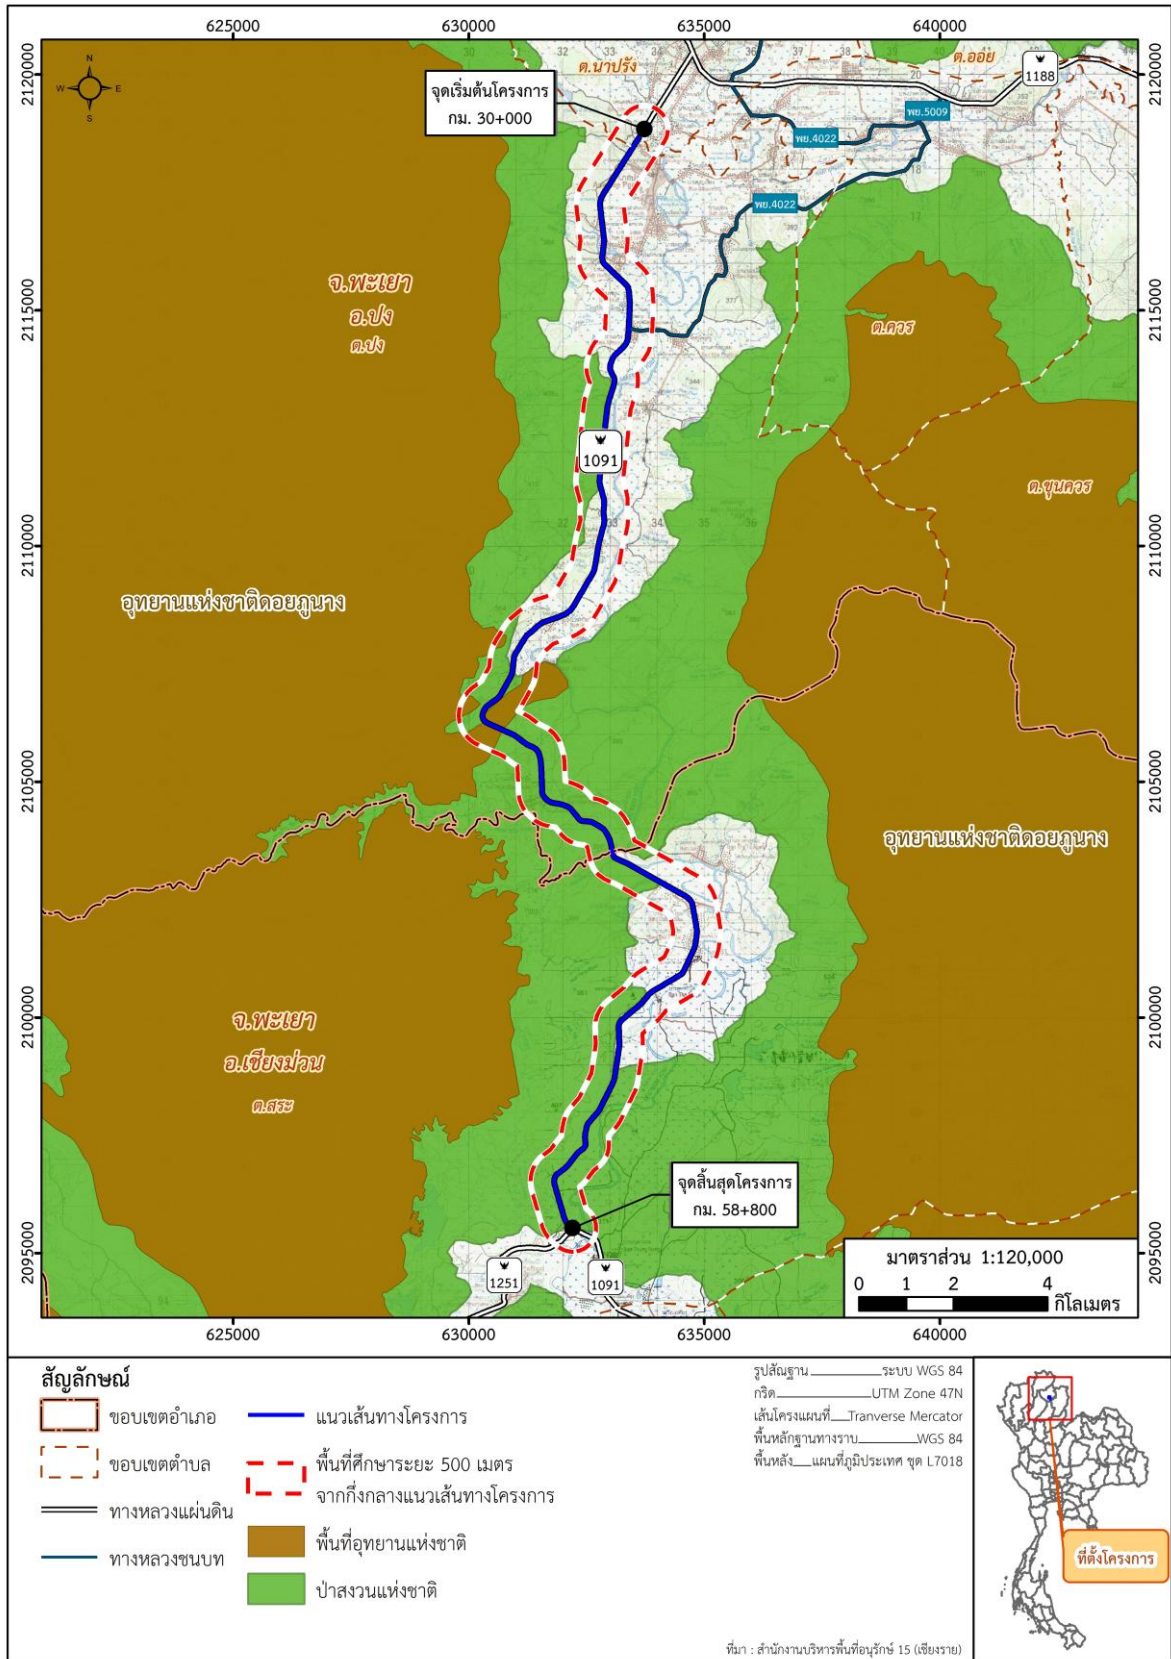 625000 630000 635000 640000
2120000
2115000
2110000
2105000
2100000
2095000
N
W E
S
จุดเริ่มต้นโครงการ
กม. 30+000
ต.นาปรัง
ต.ออย
1188
พย.5009
พย.4022
พย.4022
จ.พะเยา
อ.ปง
ต.ปง
ต.ควร
1091
ต.ขุนควร
อุทยานแห่งชาติดอยภูนาง
อุทยานแห่งชาติดอยภูนาง
จ.พะเยา
อ.เชียงม่วน
ต.สระ
จุดสิ้นสุดโครงการ
กม. 58+800
1251
1091
มาตราส่วน 1:120,000
0 1 2 4
กิโลเมตร
2120000
2115000
2110000
2105000
2100000
2095000
625000 630000 635000 640000
สัญลักษณ์
ขอบเขตอำเภอ
ขอบเขตตำบล
ทางหลวงแผ่นดิน
ทางหลวงชนบท
แนวเส้นทางโครงการ
พื้นที่ศึกษาระยะ 500 เมตร
จากกึ่งกลางแนวเส้นทางโครงการ
พื้นที่อุทยานแห่งชาติ
ป่าสงวนแห่งชาติ
รูปสัณฐาน ระบบ WGS 84
กริด UTM Zone 47N
เส้นโครงแผนที่ Tranverse Mercator
พื้นหลักฐานทางราบ WGS 84
พื้นหลัง แผนที่ภูมิประเทศ ชุด L7018
ที่ตั้งโครงการ
ที่มา : สำนักงานบริหารพื้นที่อนุรักษ์ 15 (เชียงราย)